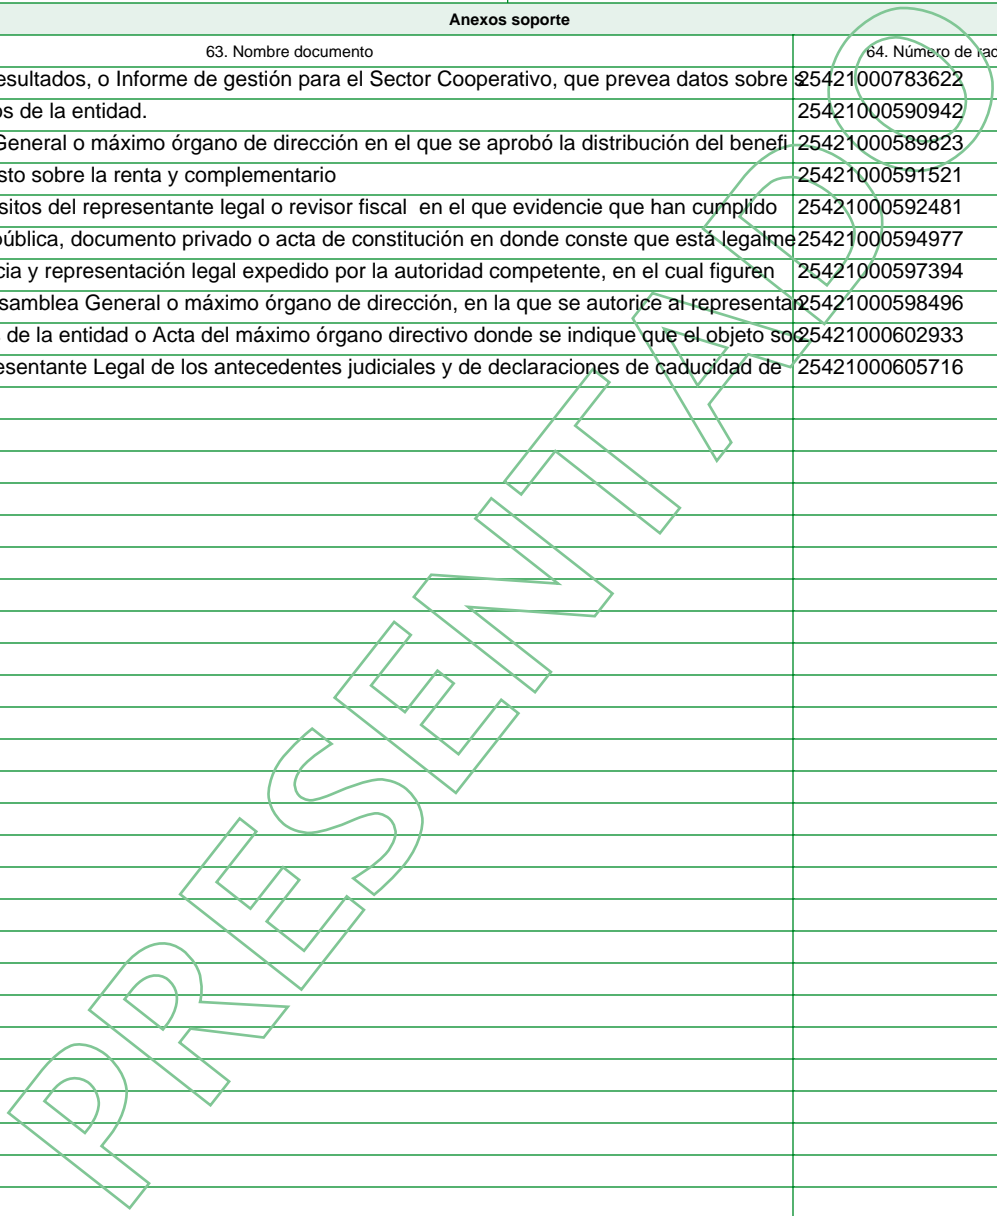 Anexos soporte
63. Nombre documento 64. Número de rad
esultados, o Informe de gestión para el Sector Cooperativo, que prevea datos sobre s 25421000783622
os de la entidad. 25421000590942
General o máximo órgano de dirección en el que se aprobó la distribución del benefi 25421000589823
sto sobre la renta y complementario 25421000591521
sitos del representante legal o revisor fiscal en el que evidencie que han cumplido 25421000592481
pública, documento privado o acta de constitución en donde conste que está legalme 25421000594977
cia y representación legal expedido por la autoridad competente, en el cual figuren 25421000597394
samblea General o máximo órgano de dirección, en la que se autorice al representan 25421000598496
de la entidad o Acta del máximo órgano directivo donde se indique que el objeto soc 25421000602933
esentante Legal de los antecedentes judiciales y de declaraciones de caducidad de 25421000605716
PRESENTADO